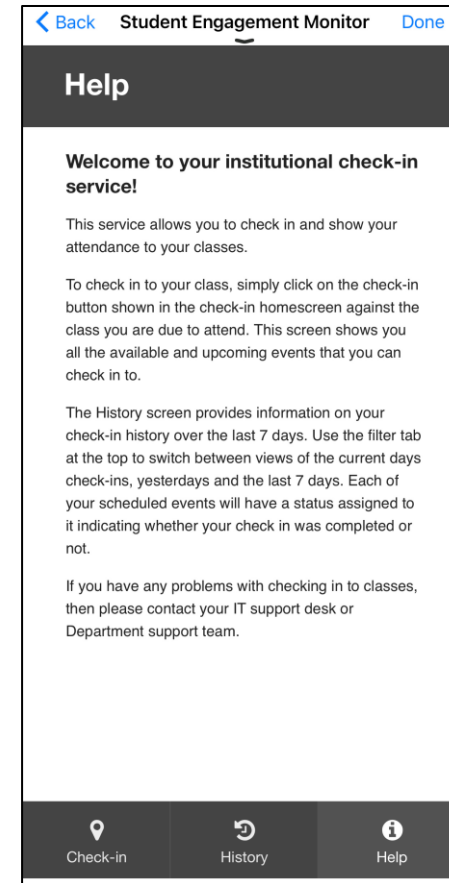 Back Student Engagement Monitor Done
Help
Welcome to your institutional check-in
service!
This service allows you to check in and show your
attendance to your classes.
To check in to your class, simply click on the check-in
button shown in the check-in homescreen against the
class you are due to attend. This screen shows you
all the available and upcoming events that you can
check in to.
The History screen provides information on your
check-in history over the last 7 days. Use the filter tab
at the top to switch between views of the current days
check-ins, yesterdays and the last 7 days. Each of
your scheduled events will have a status assigned to
it indicating whether your check in was completed or
not.
If you have any problems with checking in to classes,
then please contact your IT support desk or
Department support team.
Check-in History Help